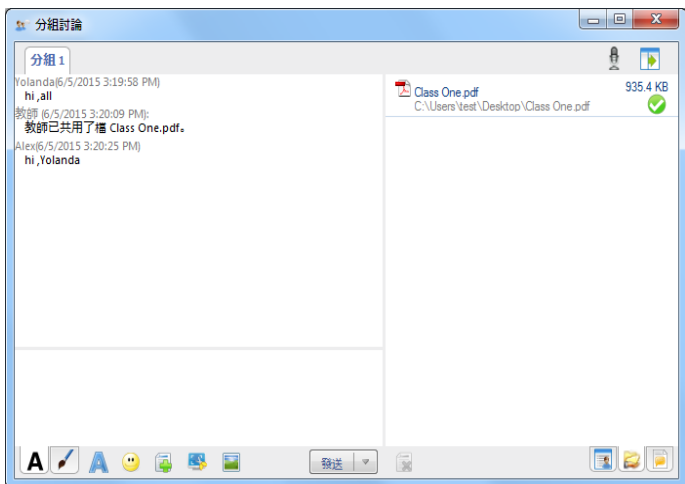 分組討論
分組 1
Yolanda(6/5/2015 3:19:58 PM)
hi ,all
教師 (6/5/2015 3:20:09 PM):
教師已共用了檔 Class One.pdf。
Alex(6/5/2015 3:20:25 PM)
hi ,Yolanda
Class One.pdf 935.4 KB
C:\Users\test\Desktop\Class One.pdf
發送